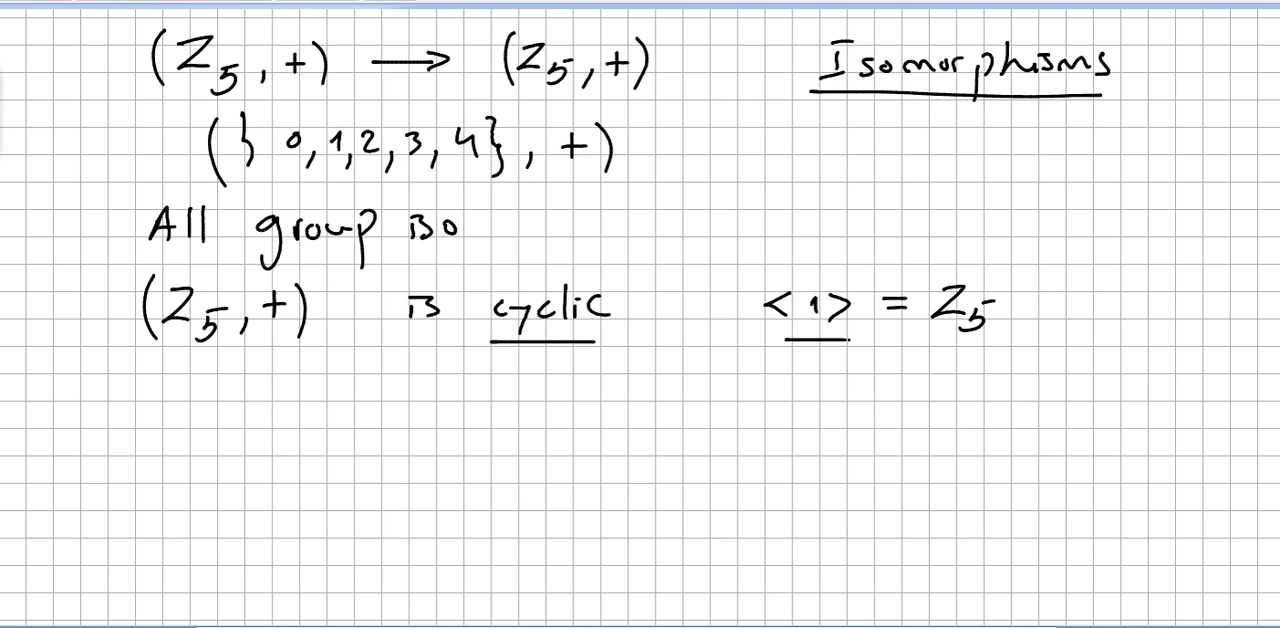 (Z5, +) ⟶ (Z5, +) Isomorphisms
({ 0, 1, 2, 3, 4}, +)
All group iso
(Z5, +) is cyclic <1> = Z5